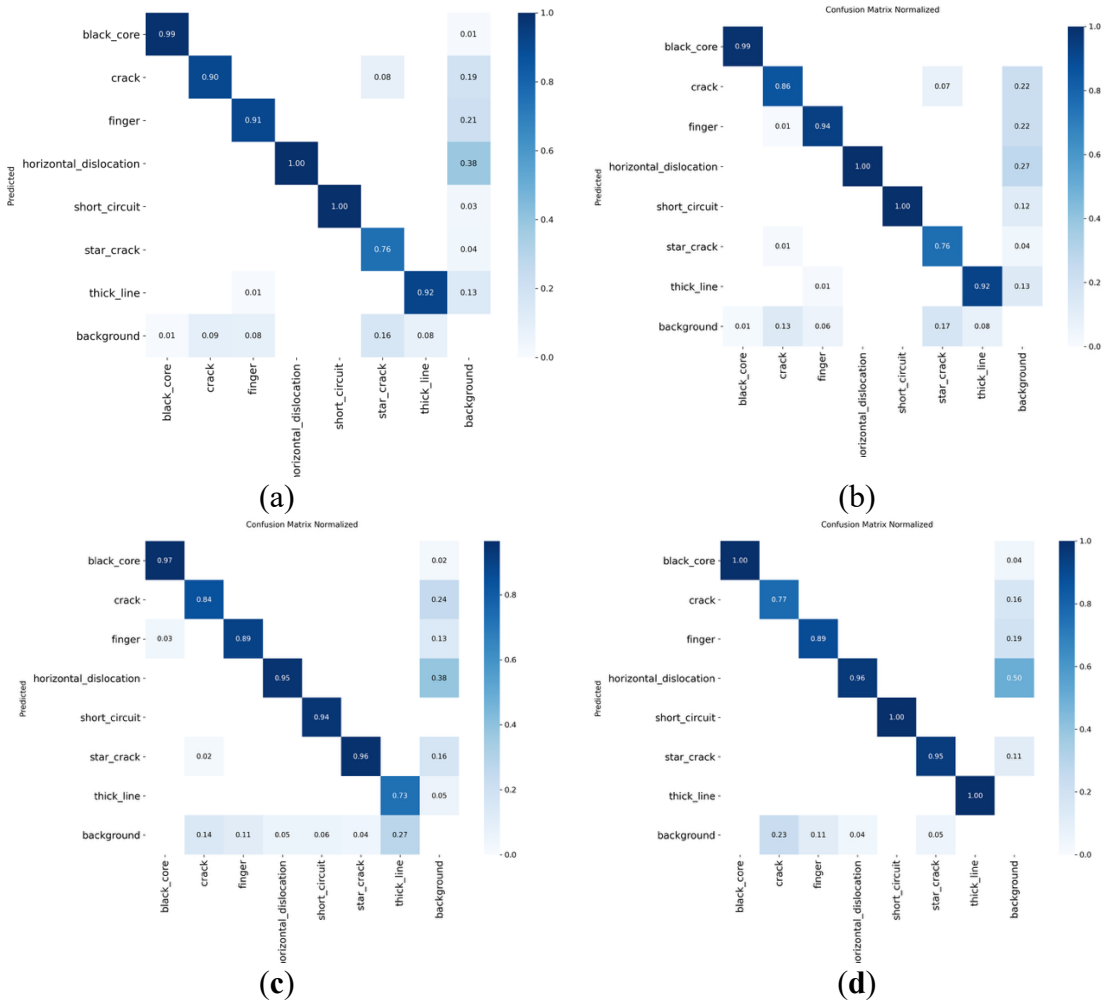 1.0
black_core
0.99
0.01
crack
0.90
0.08
0.19
0.8
finger
0.91
0.21
0.6
horizontal_dislocation
1.00
0.38
Predicted
short_circuit
1.00
0.03
0.4
star_crack
0.76
0.04
0.2
thick_line
0.01
0.92
0.13
background
0.01
0.09
0.08
0.16
0.08
0.0
black_core
crack
finger
orizontal_dislocation
short_circuit
star_crack
thick_line
background
(a)
Confusion Matrix Normalized
1.0
black_core
0.99
crack
0.86
0.07
0.22
0.8
finger
0.01
0.94
0.22
0.6
horizontal_dislocation
1.00
0.27
Predicted
short_circuit
1.00
0.12
0.4
star_crack
0.01
0.76
0.04
0.2
thick_line
0.01
0.92
0.13
background
0.01
0.13
0.06
0.17
0.08
0.0
black_core
crack
finger
orizontal_dislocation
short_circuit
star_crack
thick_line
background
(b)
Confusion Matrix Normalized
black_core
0.97
0.02
crack
0.84
0.24
0.8
finger
0.03
0.89
0.13
0.6
horizontal_dislocation
0.95
0.38
Predicted
short_circuit
0.94
0.4
star_crack
0.02
0.96
0.16
0.2
thick_line
0.73
0.05
background
0.14
0.11
0.05
0.06
0.04
0.27
0.0
black_core
crack
finger
orizontal_dislocation
short_circuit
star_crack
thick_line
background
(c)
Confusion Matrix Normalized
1.0
black_core
1.00
0.04
crack
0.77
0.16
0.8
finger
0.89
0.19
0.6
horizontal_dislocation
0.96
0.50
Predicted
short_circuit
1.00
0.4
star_crack
0.95
0.11
0.2
thick_line
1.00
background
0.23
0.11
0.04
0.05
0.0
black_core
crack
finger
orizontal_dislocation
short_circuit
star_crack
thick_line
background
(d)